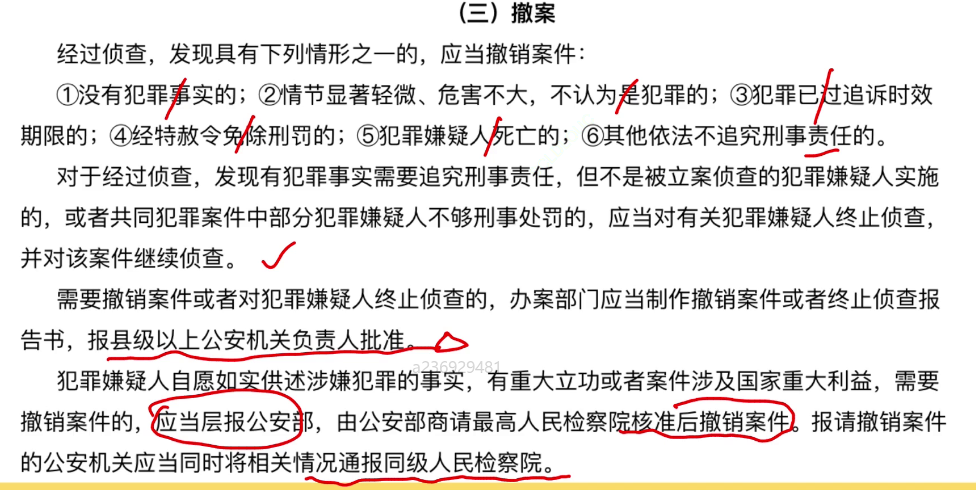 （三）撤案
经过侦查，发现具有下列情形之一的，应当撤销案件：
①没有犯罪事实的；②情节显著轻微、危害不大，不认为是犯罪的；③犯罪已过追诉时效
期限的；④经特赦令免除刑罚的；⑤犯罪嫌疑人死亡的；⑥其他依法不追究刑事责任的。
对于经过侦查，发现有犯罪事实需要追究刑事责任，但不是被立案侦查的犯罪嫌疑人实施
的，或者共同犯罪案件中部分犯罪嫌疑人不够刑事处罚的，应当对有关犯罪嫌疑人终止侦查，
并对该案件继续侦查。
需要撤销案件或者对犯罪嫌疑人终止侦查的，办案部门应当制作撤销案件或者终止侦查报
告书，报县级以上公安机关负责人批准。
a236929481
犯罪嫌疑人自愿如实供述涉嫌犯罪的事实，有重大立功或者案件涉及国家重大利益，需要
撤销案件的，应当层报公安部，由公安部商请最高人民检察院核准后撤销案件。报请撤销案件
的公安机关应当同时将相关情况通报同级人民检察院。